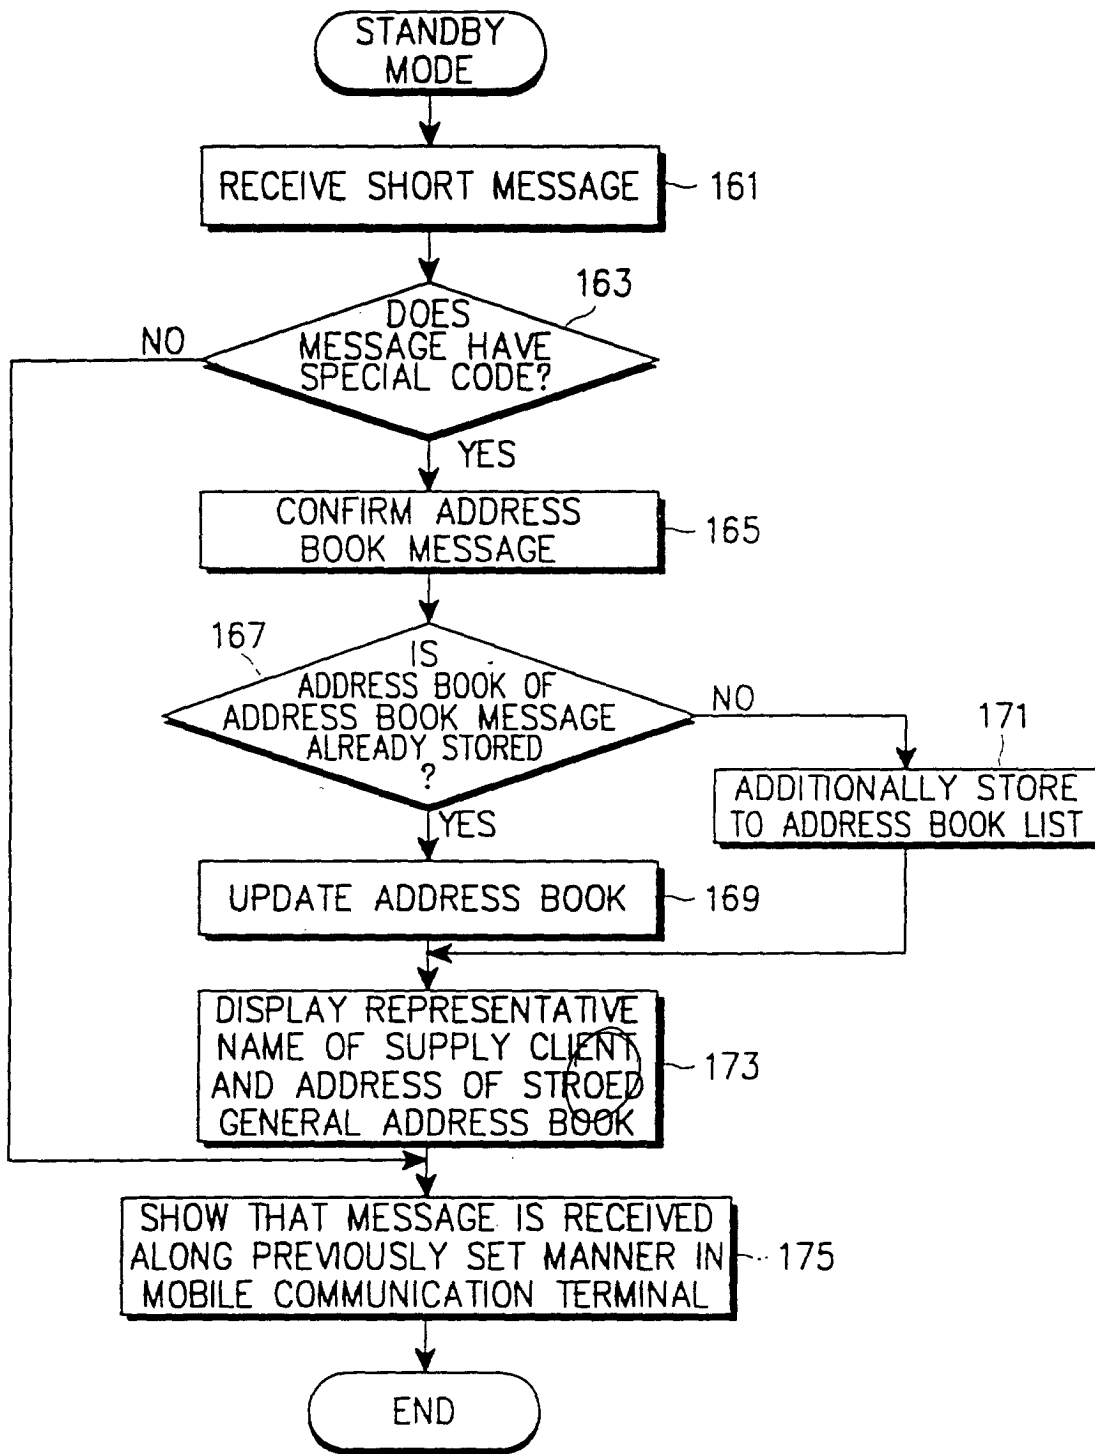 STANDBY
MODE
RECEIVE SHORT MESSAGE
161
163
DOES
MESSAGE HAVE
SPECIAL CODE?
NO
YES
CONFIRM ADDRESS
BOOK MESSAGE
165
167
IS
ADDRESS BOOK OF
ADDRESS BOOK MESSAGE
ALREADY STORED
?
NO
YES
171
ADDITIONALLY STORE
TO ADDRESS BOOK LIST
UPDATE ADDRESS BOOK
169
DISPLAY REPRESENTATIVE
NAME OF SUPPLY CLIENT
AND ADDRESS OF STROED
GENERAL ADDRESS BOOK
173
SHOW THAT MESSAGE IS RECEIVED
ALONG PREVIOUSLY SET MANNER IN
MOBILE COMMUNICATION TERMINAL
175
END